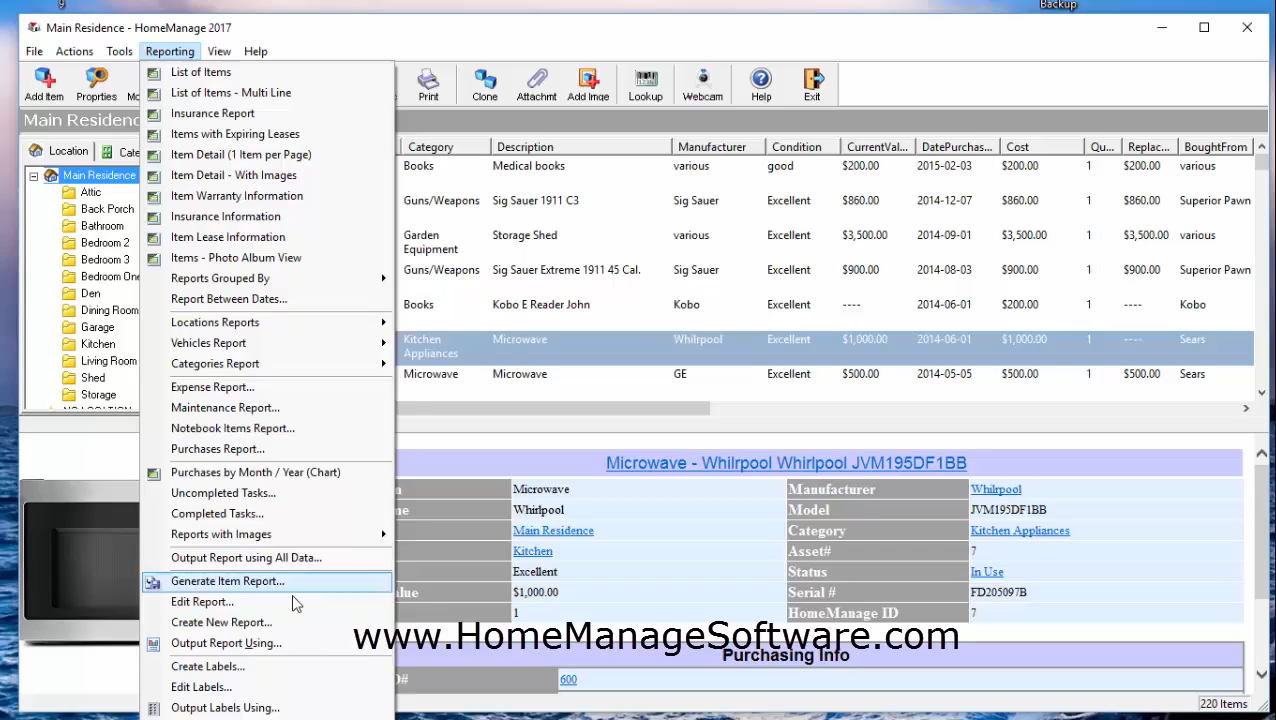 Backup
Main Residence - HomeManage 2017
File Actions Tools Reporting View Help
Add Item Proprties Print Clone Attachmt Add Imge Lookup Webcam Help Exit
Main Residenc
Location
Category Description Manufacturer Condition CurrentVal... DatePurchas... Cost Qu... Replac... BoughtFrom
Books Medical books various good $200.00 2015-02-03 $200.00 1 $200.00 various
Guns/Weapons Sig Sauer 1911 C3 Sig Sauer Excellent $860.00 2014-12-07 $860.00 1 $860.00 Superior Pawn
Garden Equipment Storage Shed various Excellent $3,500.00 2014-09-01 $3,500.00 1 $3,500.00 various
Guns/Weapons Sig Sauer Extreme 1911 45 Cal. Sig Sauer Excellent $900.00 2014-08-03 $900.00 1 $900.00 Superior Pawn
Books Kobo E Reader John Kobo Excellent ---- 2014-06-01 $200.00 1 ---- Kobo
Kitchen Appliances Microwave Whilrpool Excellent $1,000.00 2014-06-01 $1,000.00 1 ---- Sears
Microwave Microwave GE Excellent $500.00 2014-05-05 $500.00 1 $500.00 Sears
Main Residence
Attic
Back Porch
Bathroom
Bedroom 2
Bedroom 3
Bedroom One
Den
Dining Room
Garage
Kitchen
Living Room
Shed
Storage
List of Items
List of Items - Multi Line
Insurance Report
Items with Expiring Leases
Item Detail (1 Item per Page)
Item Detail - With Images
Item Warranty Information
Insurance Information
Item Lease Information
Items - Photo Album View
Reports Grouped By
Report Between Dates...
Locations Reports
Vehicles Report
Categories Report
Expense Report...
Maintenance Report...
Notebook Items Report...
Purchases Report...
Purchases by Month / Year (Chart)
Uncompleted Tasks...
Completed Tasks...
Reports with Images
Output Report using All Data...
Generate Item Report...
Edit Report...
Create New Report...
Output Report Using...
Create Labels...
Edit Labels...
Output Labels Using...
Microwave - Whilrpool Whirlpool JVM195DF1BB
Microwave Manufacturer Whilrpool
Whirlpool Model JVM195DF1BB
Main Residence Category Kitchen Appliances
Kitchen Asset# 7
Excellent Status In Use
$1,000.00 Serial # FD205097B
1 HomeManage ID 7
www.HomeManageSoftware.com
Purchasing Info
600
220 Items